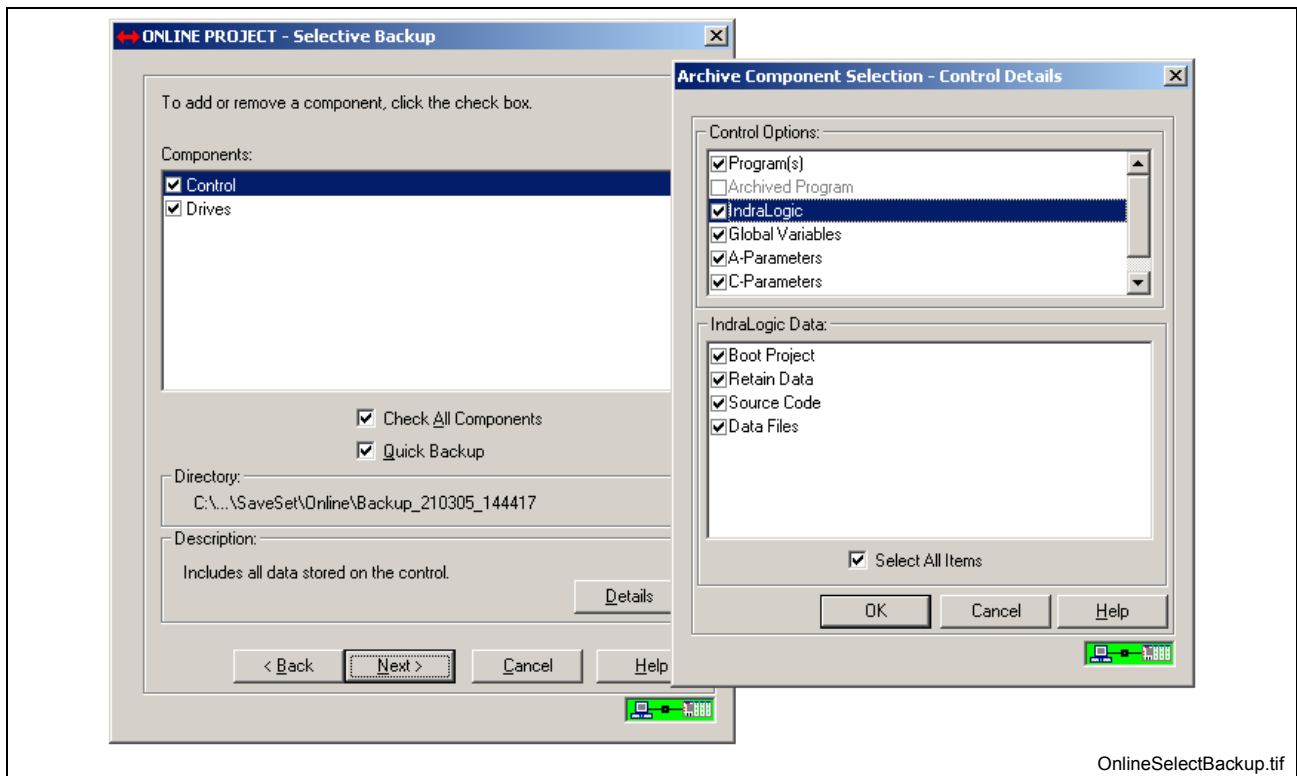 ONLINE PROJECT - Selective Backup
To add or remove a component, click the check box.
Components:
Control
Drives
Check All Components
Quick Backup
Directory:
C:\...\SaveSet\Online\Backup_210305_144417
Description:
Includes all data stored on the control.
Details
< Back
Next >
Cancel
Help
Archive Component Selection - Control Details
Control Options:
Program(s)
Archived Program
IndraLogic
Global Variables
A-Parameters
C-Parameters
IndraLogic Data:
Boot Project
Retain Data
Source Code
Data Files
Select All Items
OK
Cancel
Help
OnlineSelectBackup.tif